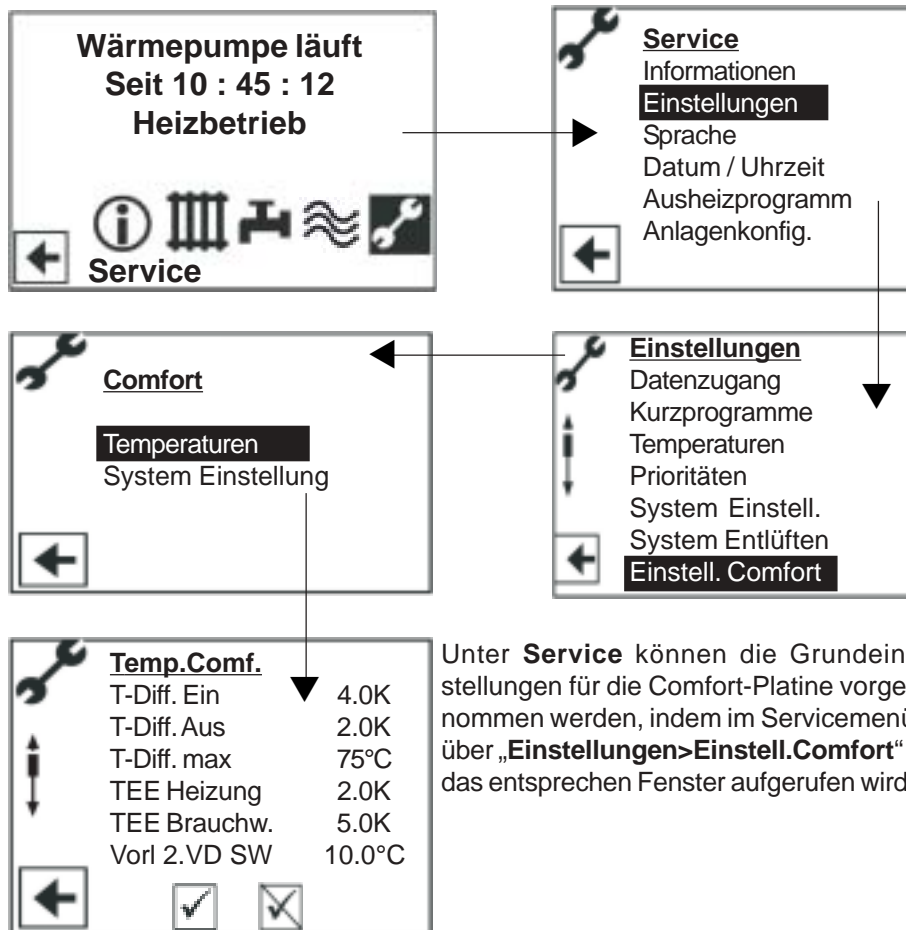 Wärmepumpe läuft
Seit 10 : 45 : 12
Heizbetrieb
Service
Service
Informationen
Einstellungen
Sprache
Datum / Uhrzeit
Ausheizprogramm
Anlagenkonfig.
Comfort
Temperaturen
System Einstellung
Einstellungen
Datenzugang
Kurzprogramme
Temperaturen
Prioritäten
System Einstell.
System Entlüften
Einstell. Comfort
Temp.Comf.
T-Diff. Ein 4.0K
T-Diff. Aus 2.0K
T-Diff. max 75°C
TEE Heizung 2.0K
TEE Brauchw. 5.0K
Vorl 2.VD SW 10.0°C
Unter Service können die Grundein
stellungen für die Comfort-Platine vorge
nommen werden, indem im Servicemenü
über „Einstellungen>Einstell.Comfort“
das entsprechen Fenster aufgerufen wird